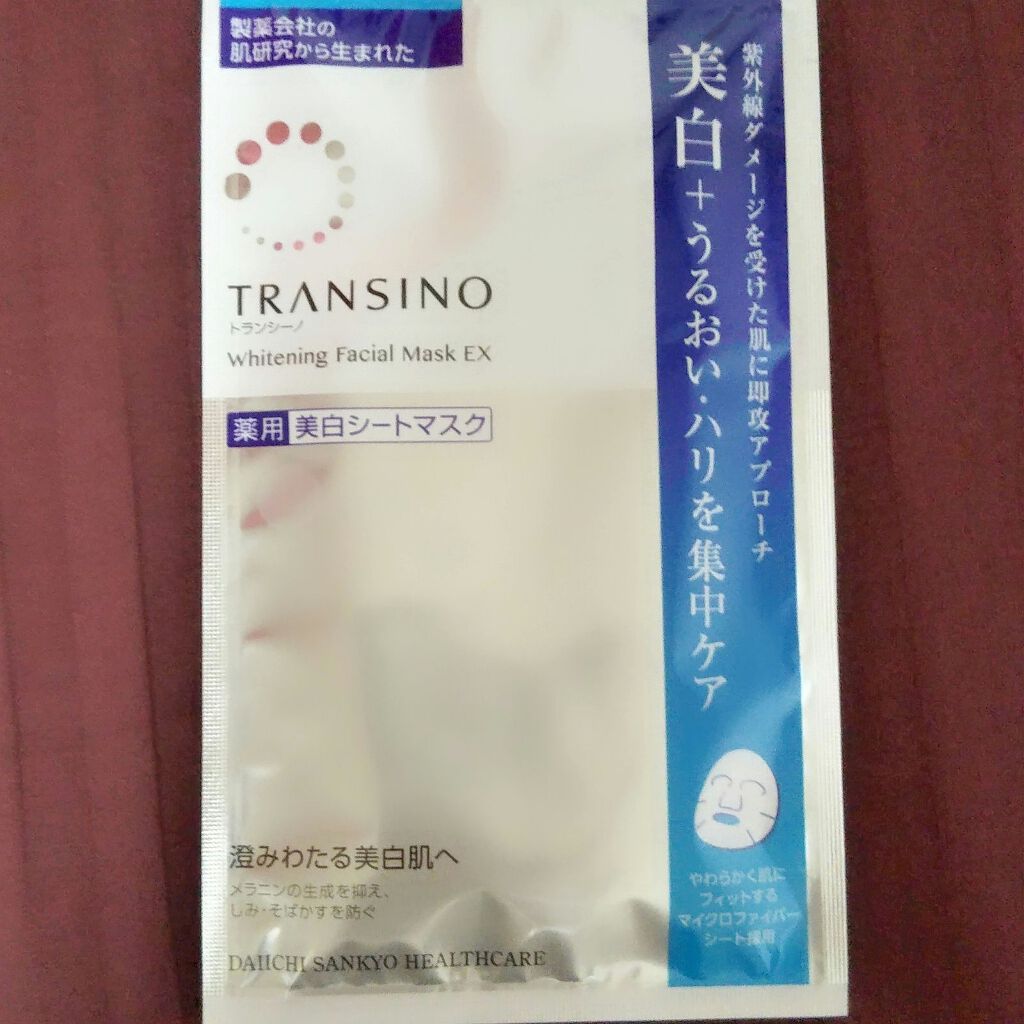 製薬会社の
肌研究から生まれた
TRANSINO
トランシーノ
Whitening Facial Mask EX
薬用 美白シートマスク
紫外線ダメージを受けた肌に即攻アプローチ
美白+うるおい・ハリを集中ケア
やわらかく肌に
フィットする
マイクロファイバー
シート採用
澄みわたる美白肌へ
メラニンの生成を抑え、
しみ・そばかすを防ぐ
DAIICHI SANKYO HEALTHCARE